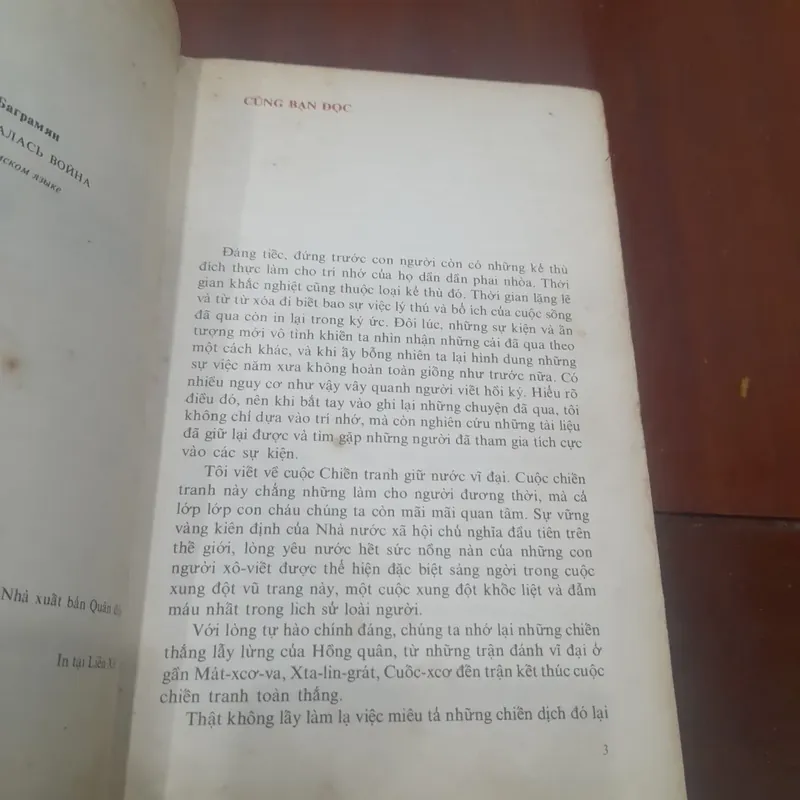 Баграмян
АЛАСЬ ВОЙНА
ском языке
Nhà xuất bản Quân độ
In tại Liên Xô
CÙNG BẠN ĐỌC
Đáng tiếc, đứng trước con người còn có những kẻ thù
đích thực làm cho trí nhớ của họ dần dần phai nhòa. Thời
gian khắc nghiệt cũng thuộc loại kẻ thù đó. Thời gian lặng lẽ
và từ từ xóa đi biết bao sự việc lý thú và bổ ích của cuộc sống
đã qua còn in lại trong ký ức. Đôi lúc, những sự kiện và ấn
tượng mới vô tình khiến ta nhìn nhận những cái đã qua theo
một cách khác, và khi ấy bỗng nhiên ta lại hình dung những
sự việc năm xưa không hoàn toàn giống như trước nữa. Có
nhiều nguy cơ như vậy vây quanh người viết hồi ký. Hiểu rõ
điều đó, nên khi bắt tay vào ghi lại những chuyện đã qua, tôi
không chỉ dựa vào trí nhớ, mà còn nghiên cứu những tài liệu
đã giữ lại được và tìm gặp những người đã tham gia tích cực
vào các sự kiện.
Tôi viết về cuộc Chiến tranh giữ nước vĩ đại. Cuộc chiến
tranh này chẳng những làm cho người đương thời, mà cả
lớp lớp con cháu chúng ta còn mãi mãi quan tâm. Sự vững
vàng kiên định của Nhà nước xã hội chủ nghĩa đầu tiên trên
thế giới, lòng yêu nước hết sức nồng nàn của những con
người xô-viết được thể hiện đặc biệt sáng ngời trong cuộc
xung đột vũ trang này, một cuộc xung đột khốc liệt và đẫm
máu nhất trong lich sử loài người.
Với lòng tự hào chính đáng, chúng ta nhớ lại những chiến
thắng lẫy lừng của Hồng quân, từ những trận đánh vĩ đại ở
gần Mát-xcơ-va, Xta-lin-grát, Cuốc-xcơ đến trận kết thúc cuộc
chiến tranh toàn thắng.
Thật không lấy làm lạ việc miêu tả những chiến dịch đó lại
3